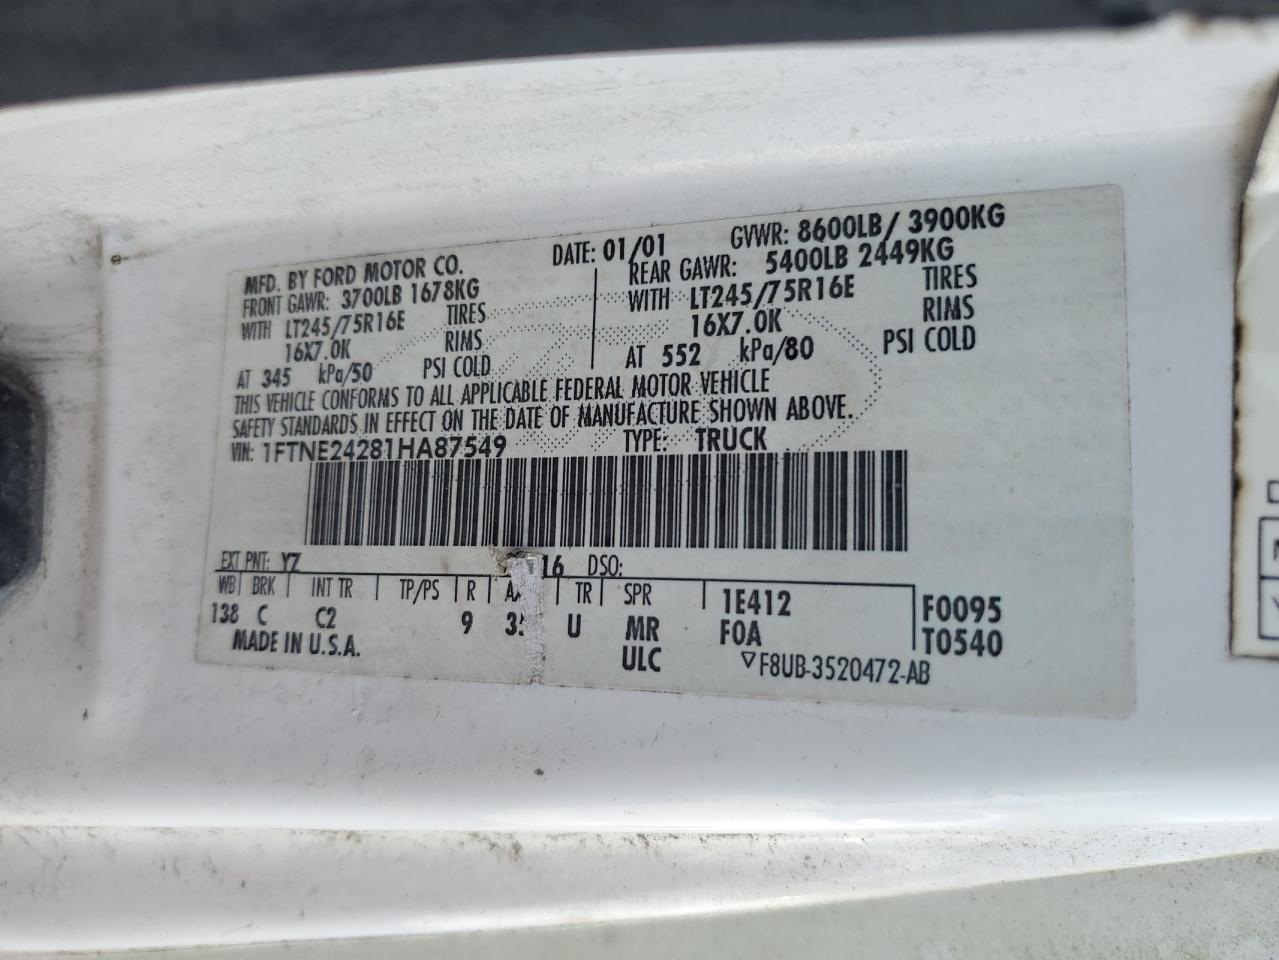 MFD. BY FORD MOTOR CO. DATE: 01/01 GVWR: 8600LB/ 3900KG
FRONT GAWR: 3700LB 1678KG REAR GAWR: 5400LB 2449KG
WITH LT245/75R16E TIRES WITH LT245/75R16E TIRES
16X7.0K RIMS 16X7.0K RIMS
AT 345 kPa/50 PSI COLD AT 552 kPa/80 PSI COLD
THIS VEHICLE CONFORMS TO ALL APPLICABLE FEDERAL MOTOR VEHICLE
SAFETY STANDARDS IN EFFECT ON THE DATE OF MANUFACTURE SHOWN ABOVE.
VIN: 1FTNE24281HA87549 TYPE: TRUCK
EXT PNT: YZ 16 DSO:
WB BRK INT TR TP/PS R TR SPR 1E412 F0095
138 C C2 9 U MR F0A T0540
MADE IN U.S.A. ULC F8UB-3520472-AB